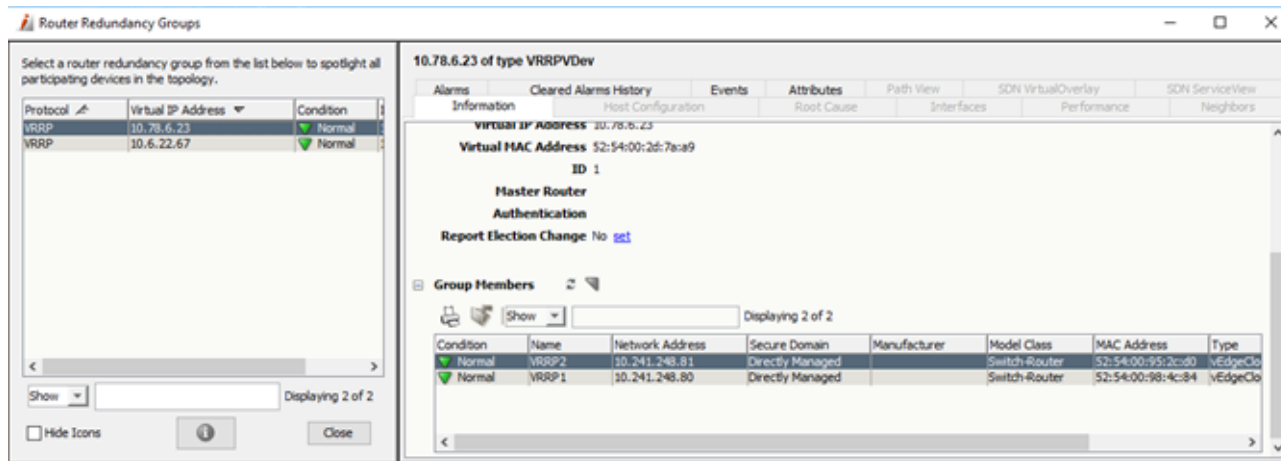 Router Redundancy Groups
Select a router redundancy group from the list below to spotlight all
participating devices in the topology.
Protocol Virtual IP Address Condition
VRRP 10.78.6.23 Normal
VRRP 10.6.22.67 Normal
Show Displaying 2 of 2
Hide Icons Close
10.78.6.23 of type VRRPVDev
Alarms Cleared Alarms History Events Attributes Path View SDN VirtualOverlay SDN ServiceView
Information Host Configuration Root Cause Interfaces Performance Neighbors
Virtual IP Address 10.78.6.23
Virtual MAC Address 52:54:00:2d:7a:a9
ID 1
Master Router
Authentication
Report Election Change No set
Group Members
Show Displaying 2 of 2
Condition Name Network Address Secure Domain Manufacturer Model Class MAC Address Type
Normal VRRP2 10.241.248.81 Directly Managed Switch-Router 52:54:00:95:2c:d0 vEdgeClo
Normal VRRP1 10.241.248.80 Directly Managed Switch-Router 52:54:00:98:4c:84 vEdgeClo